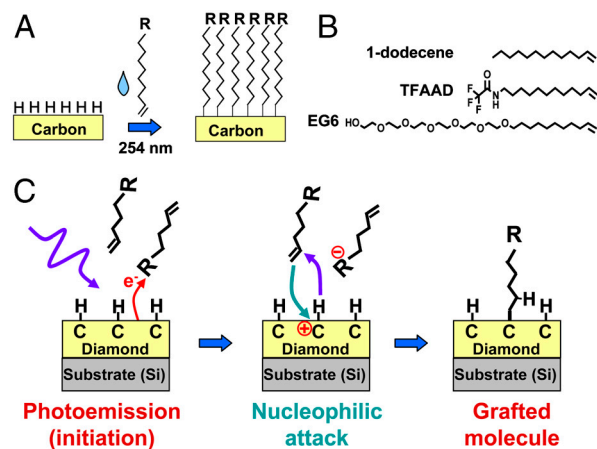 A
R
R R R R R R
H H H H H H
Carbon
254 nm
Carbon
B
1-dodecene
TFAAD
F
F
F
O
N
H
EG6
HO
O
O
O
O
O
O
C
R
R
e-
H
H
H
C
C
C
Diamond
Substrate (Si)
Photoemission
(initiation)
R
R
⊖
H
H
H
C
⊕
C
C
Diamond
Substrate (Si)
Nucleophilic
attack
R
H
H
H
C
C
C
Diamond
Substrate (Si)
Grafted
molecule